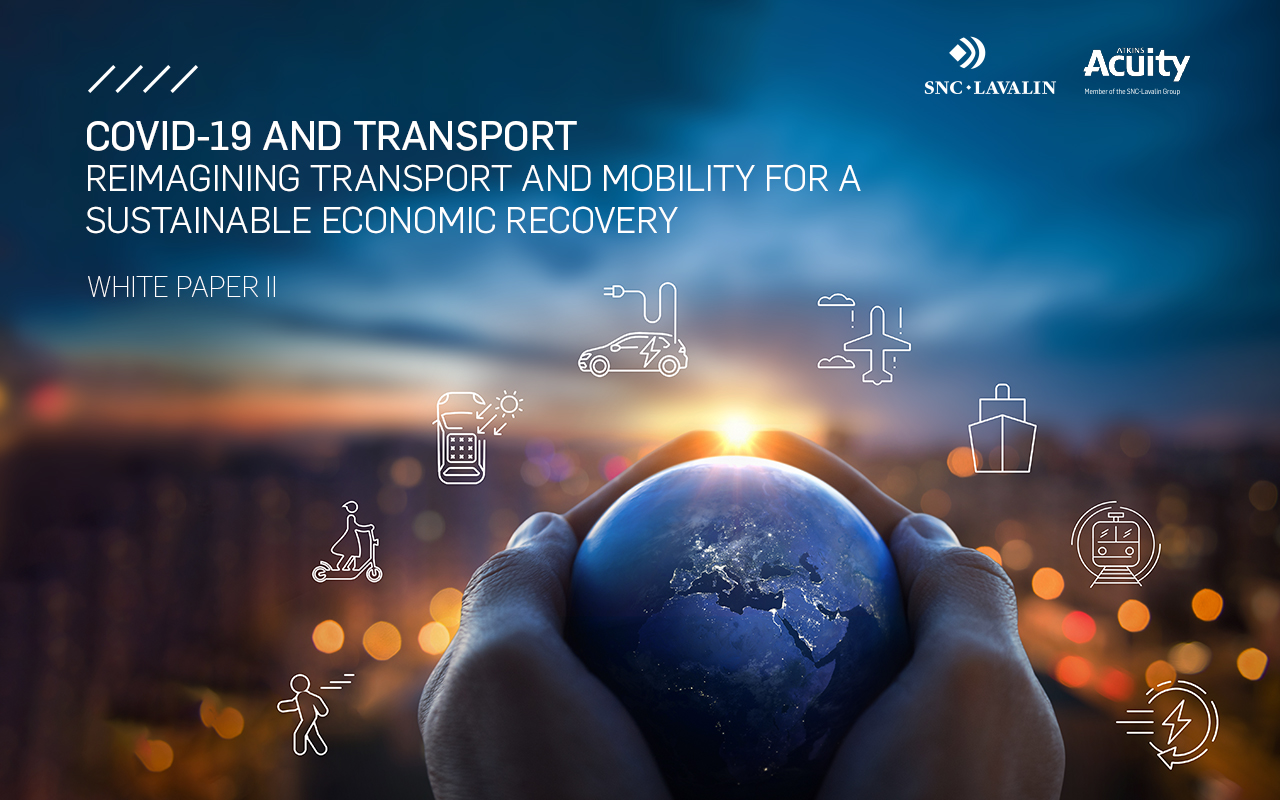 COVID-19 AND TRANSPORT
REIMAGINING TRANSPORT AND MOBILITY FOR A
SUSTAINABLE ECONOMIC RECOVERY
WHITE PAPER II
SNC • LAVALIN
ATKINS
Acuity
Member of the SNC-Lavalin Group